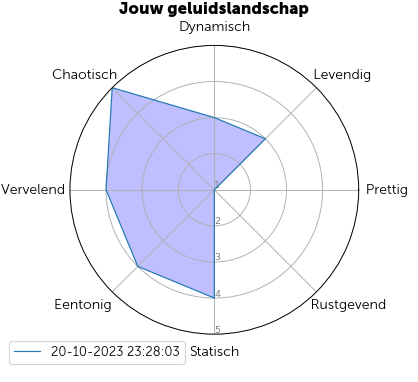 Jouw geluidslandschap
Dynamisch
Chaotisch Levendig
Vervelend 1 Prettig
2
3
Eentonig 4 Rustgevend
5
20-10-2023 23:28:03 Statisch